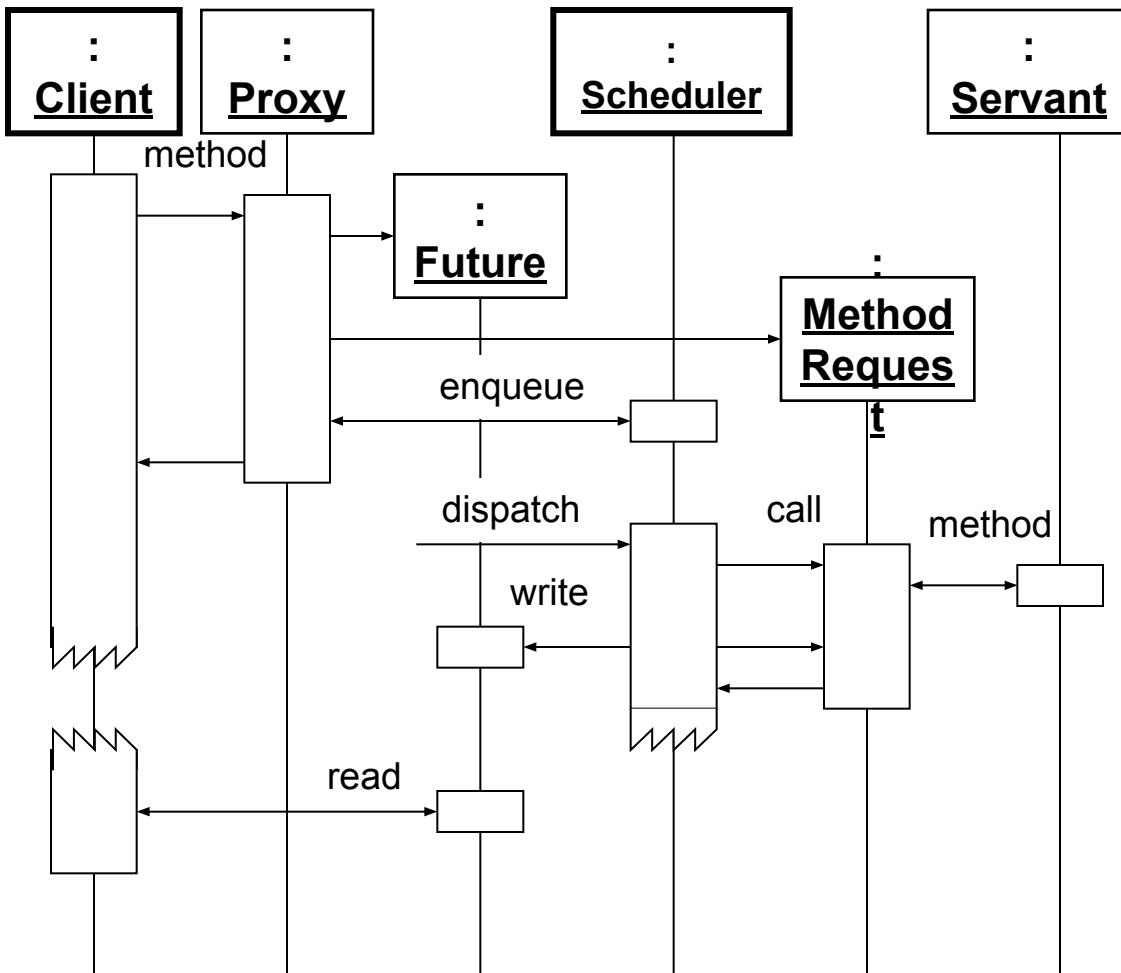 :
Client
:
Proxy
:
Scheduler
:
Servant
method
:
Future
:
Method
Reques
t
enqueue
dispatch
call
method
write
read